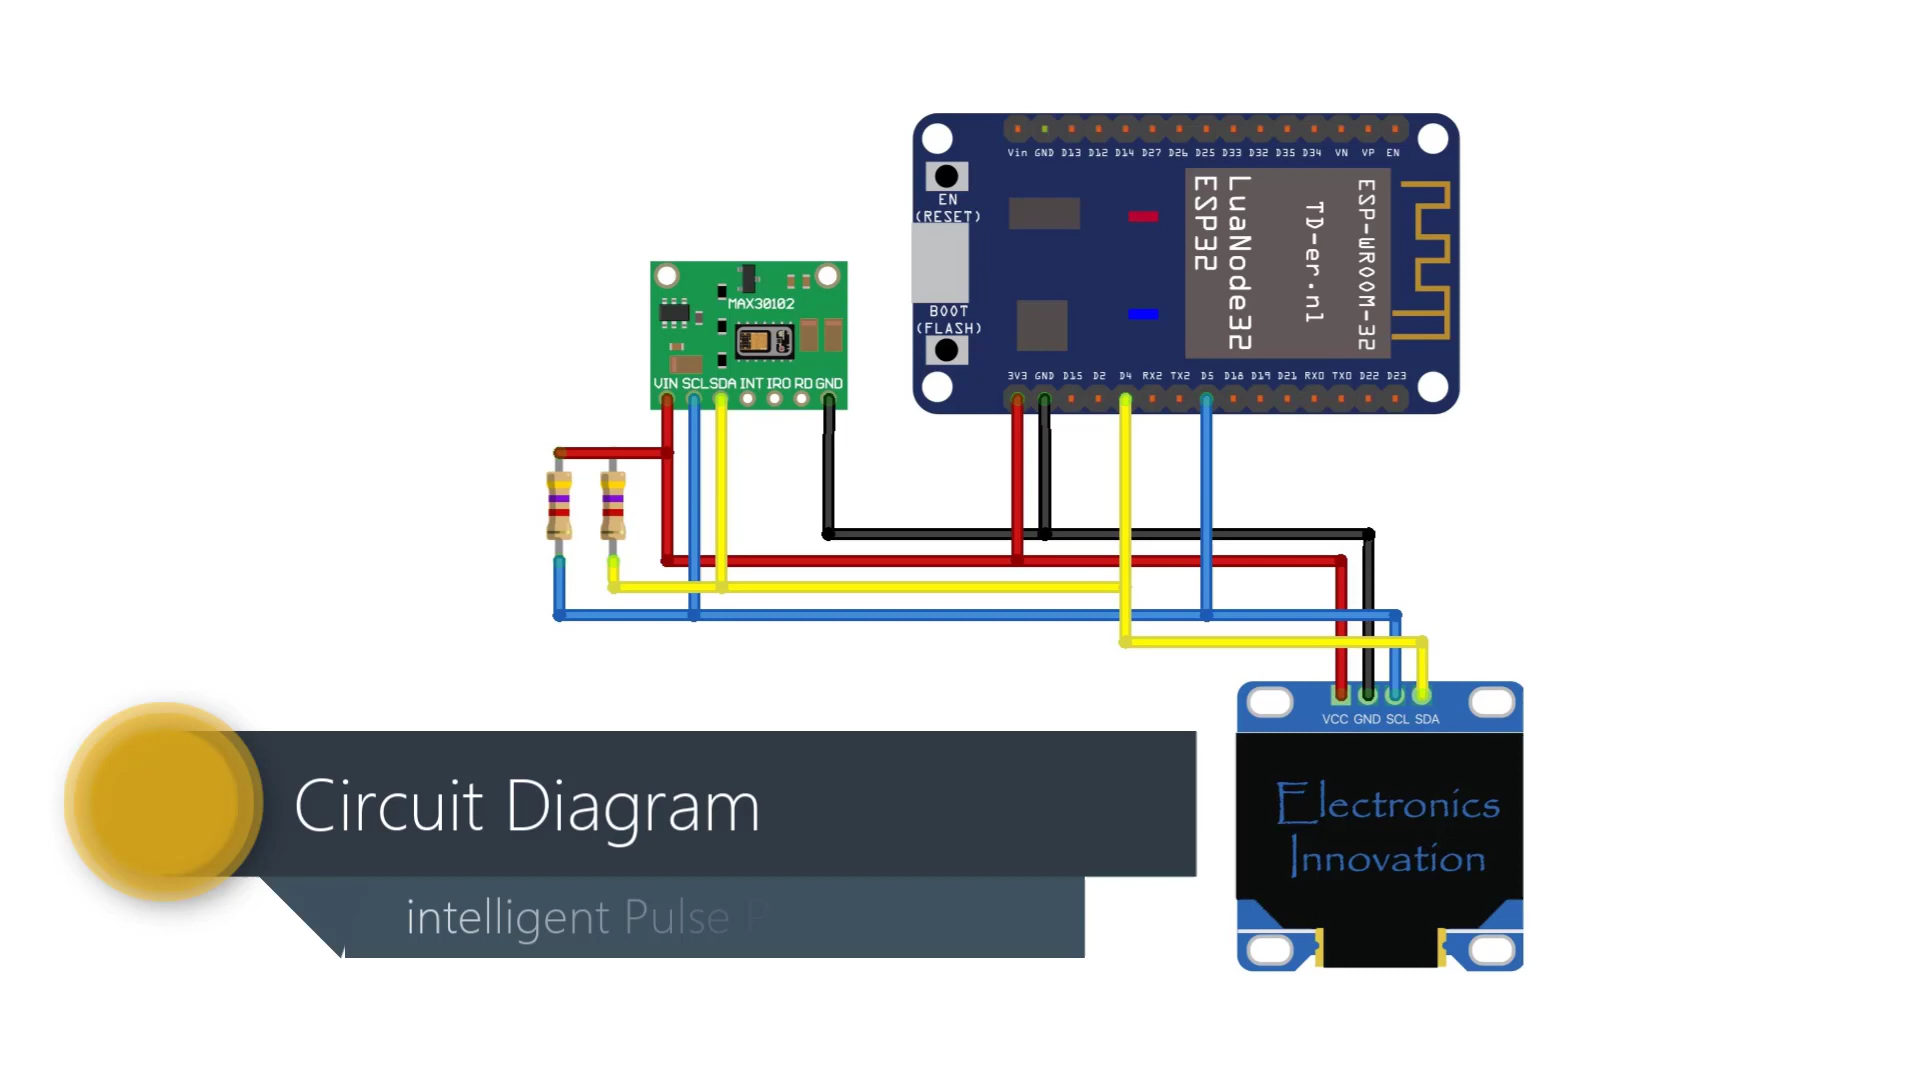 Vin GND D13 D12 D14 D27 D26 D25 D33 D32 D35 D34 VN VP EN
EN
(RESET)
BOOT
(FLASH)
LuaNode32
ESP32
TD-er.nl
ESP-WROOM-32
3V3 GND D15 D2 D4 RX2 TX2 D5 D18 D19 D21 RX0 TX0 D22 D23
MAX30102
VIN SCL SDA INT IRO RD GND
VCC GND SCL SDA
Electronics
Innovation
Circuit Diagram
intelligent Pulse P